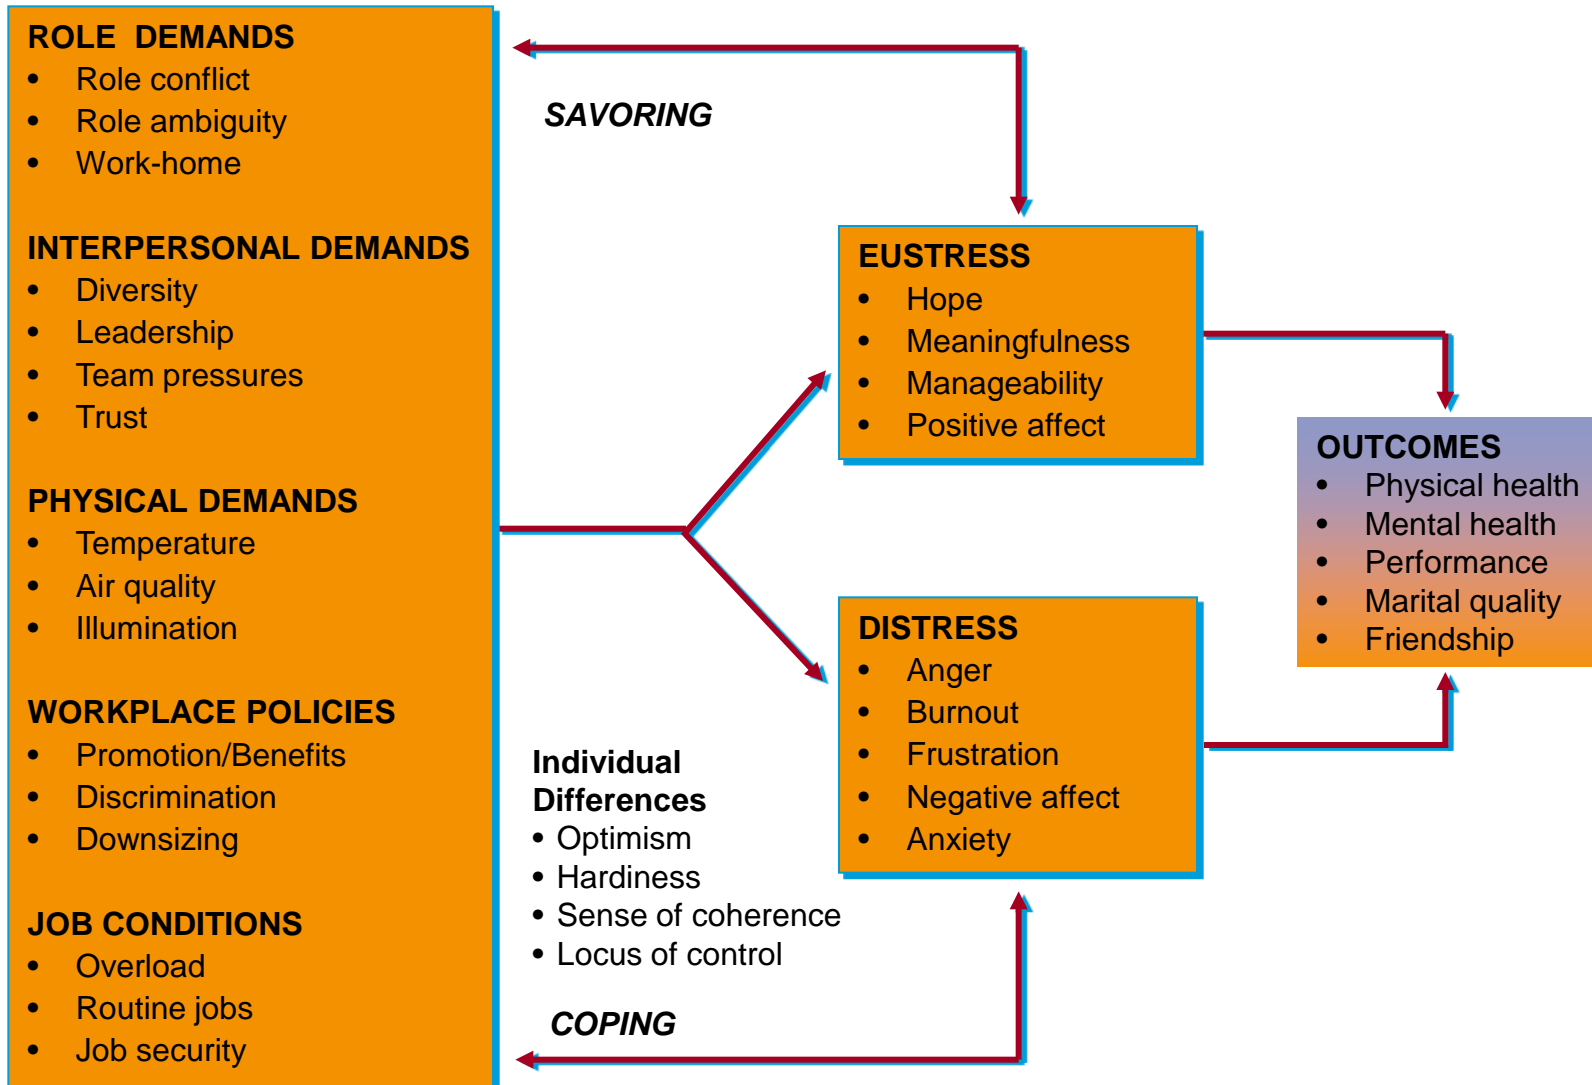 ROLE DEMANDS
• Role conflict
• Role ambiguity
• Work-home
INTERPERSONAL DEMANDS
• Diversity
• Leadership
• Team pressures
• Trust
PHYSICAL DEMANDS
• Temperature
• Air quality
• Illumination
WORKPLACE POLICIES
• Promotion/Benefits
• Discrimination
• Downsizing
JOB CONDITIONS
• Overload
• Routine jobs
• Job security
SAVORING
EUSTRESS
• Hope
• Meaningfulness
• Manageability
• Positive affect
DISTRESS
• Anger
• Burnout
• Frustration
• Negative affect
• Anxiety
Individual
Differences
• Optimism
• Hardiness
• Sense of coherence
• Locus of control
COPING
OUTCOMES
• Physical health
• Mental health
• Performance
• Marital quality
• Friendship